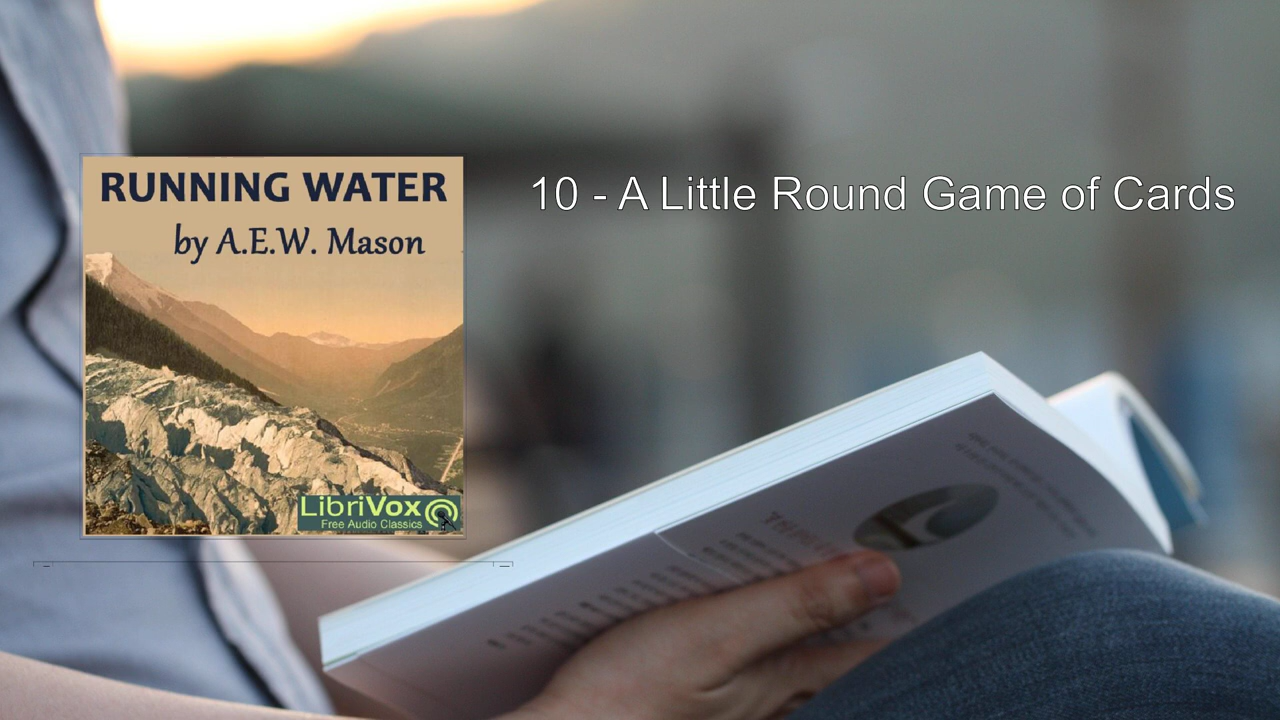 RUNNING WATER
by A.E.W. Mason
LibriVox
Free Audio Classics
10 - A Little Round Game of Cards